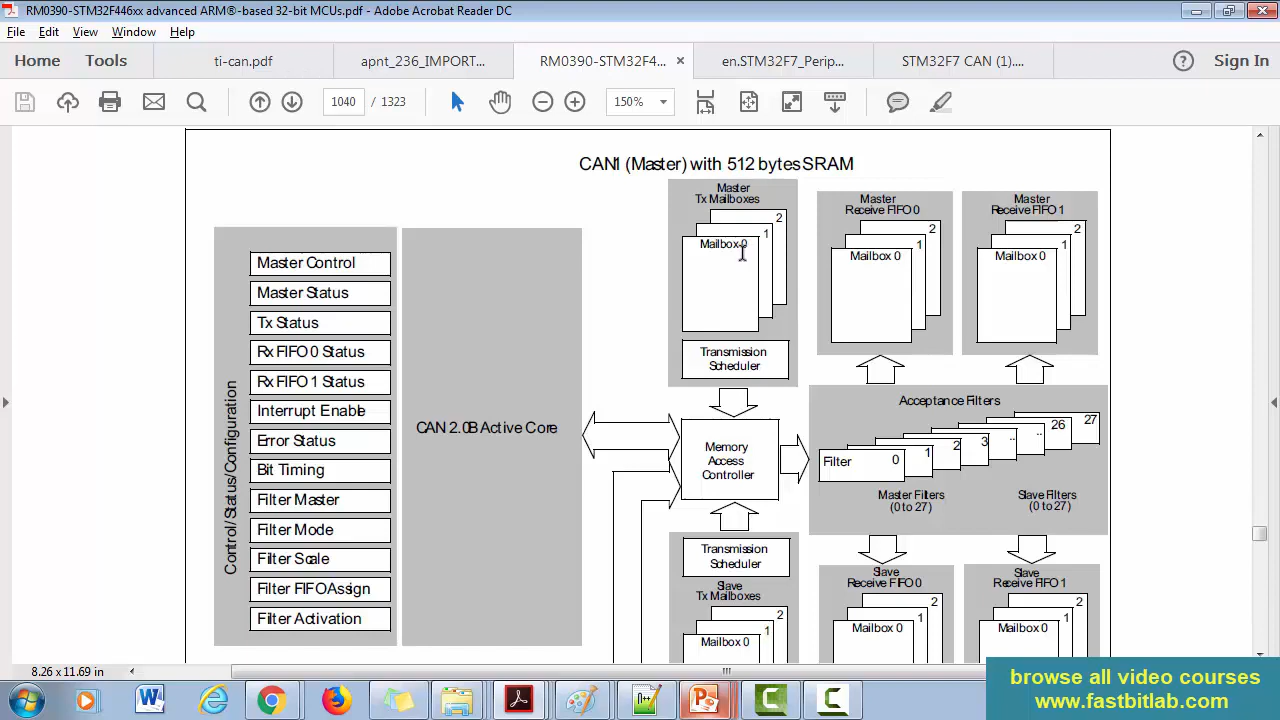 RM0390-STM32F446xx advanced ARM®-based 32-bit MCUs.pdf - Adobe Acrobat Reader DC
File Edit View Window Help
Home Tools ti-can.pdf apnt_236_IMPORT... RM0390-STM32F4... × en.STM32F7_Perip... STM32F7 CAN (1).... ? Sign In
1040 / 1323 150%
CAN1 (Master) with 512 bytes SRAM
Master
Tx Mailboxes
2
1
Mailbox 0
Transmission
Scheduler
Master
Receive FIFO 0
2
1
Mailbox 0
Master
Receive FIFO 1
2
1
Mailbox 0
Control/Status/Configuration
Master Control
Master Status
Tx Status
Rx FIFO 0 Status
Rx FIFO 1 Status
Interrupt Enable
Error Status
Bit Timing
Filter Master
Filter Mode
Filter Scale
Filter FIFO Assign
Filter Activation
CAN 2.0B Active Core
Memory
Access
Controller
Acceptance Filters
Filter 0 1 2 3 .. .. 26 27
Master Filters
(0 to 27)
Slave Filters
(0 to 27)
Transmission
Scheduler
Slave
Tx Mailboxes
2
1
Mailbox 0
Slave
Receive FIFO 0
2
1
Mailbox 0
Slave
Receive FIFO 1
2
1
Mailbox 0
8.26 x 11.69 in
browse all video courses
www.fastbitlab.com